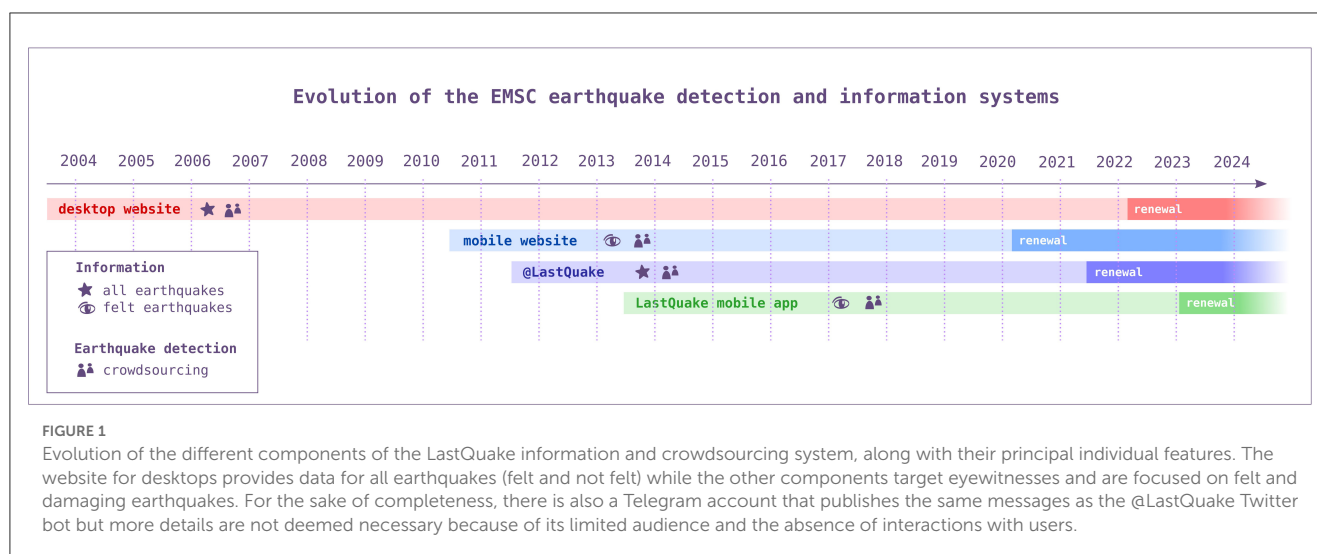 Evolution of the EMSC earthquake detection and information systems
2004 2005 2006 2007 2008 2009 2010 2011 2012 2013 2014 2015 2016 2017 2018 2019 2020 2021 2022 2023 2024
desktop website renewal
mobile website renewal
@LastQuake renewal
LastQuake mobile app renewal
Information
all earthquakes
felt earthquakes
Earthquake detection
crowdsourcing
FIGURE 1
Evolution of the different components of the LastQuake information and crowdsourcing system, along with their principal individual features. The
website for desktops provides data for all earthquakes (felt and not felt) while the other components target eyewitnesses and are focused on felt and
damaging earthquakes. For the sake of completeness, there is also a Telegram account that publishes the same messages as the @LastQuake Twitter
bot but more details are not deemed necessary because of its limited audience and the absence of interactions with users.